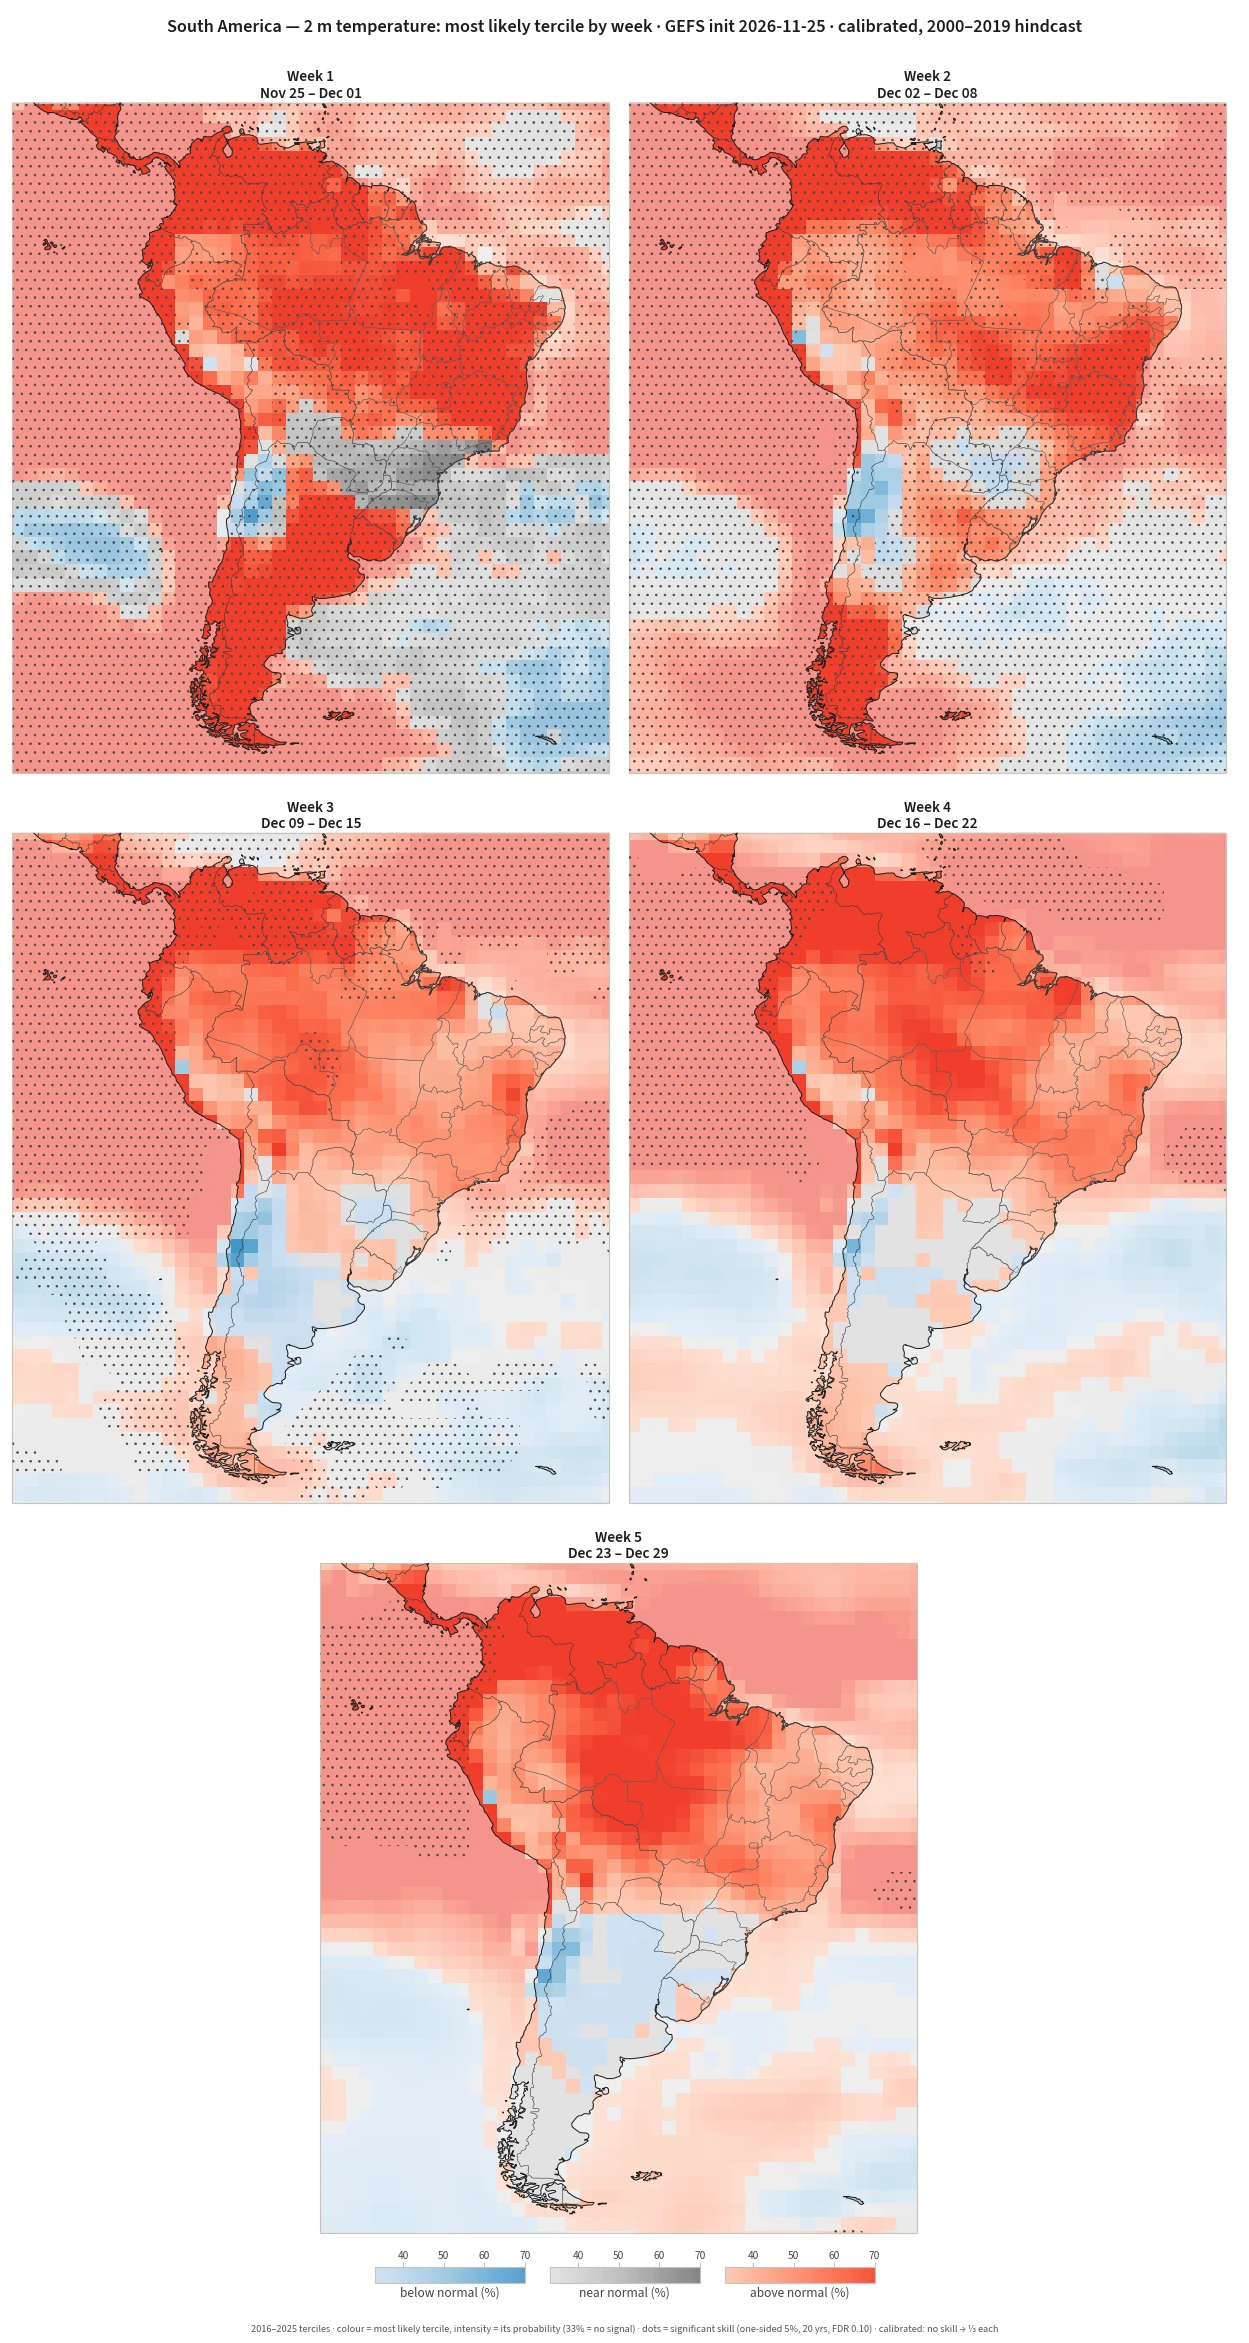 South America — 2 m temperature: most likely tercile by week · GEFS init 2026-11-25 · calibrated, 2000–2019 hindcast
Week 1
Nov 25 – Dec 01
Week 2
Dec 02 – Dec 08
Week 3
Dec 09 – Dec 15
Week 4
Dec 16 – Dec 22
Week 5
Dec 23 – Dec 29
40 50 60 70
below normal (%)
40 50 60 70
near normal (%)
40 50 60 70
above normal (%)
2016–2025 terciles · colour = most likely tercile, intensity = its probability (33% = no signal) · dots = significant skill (one-sided 5%, 20 yrs, FDR 0.10) · calibrated: no skill → ⅓ each